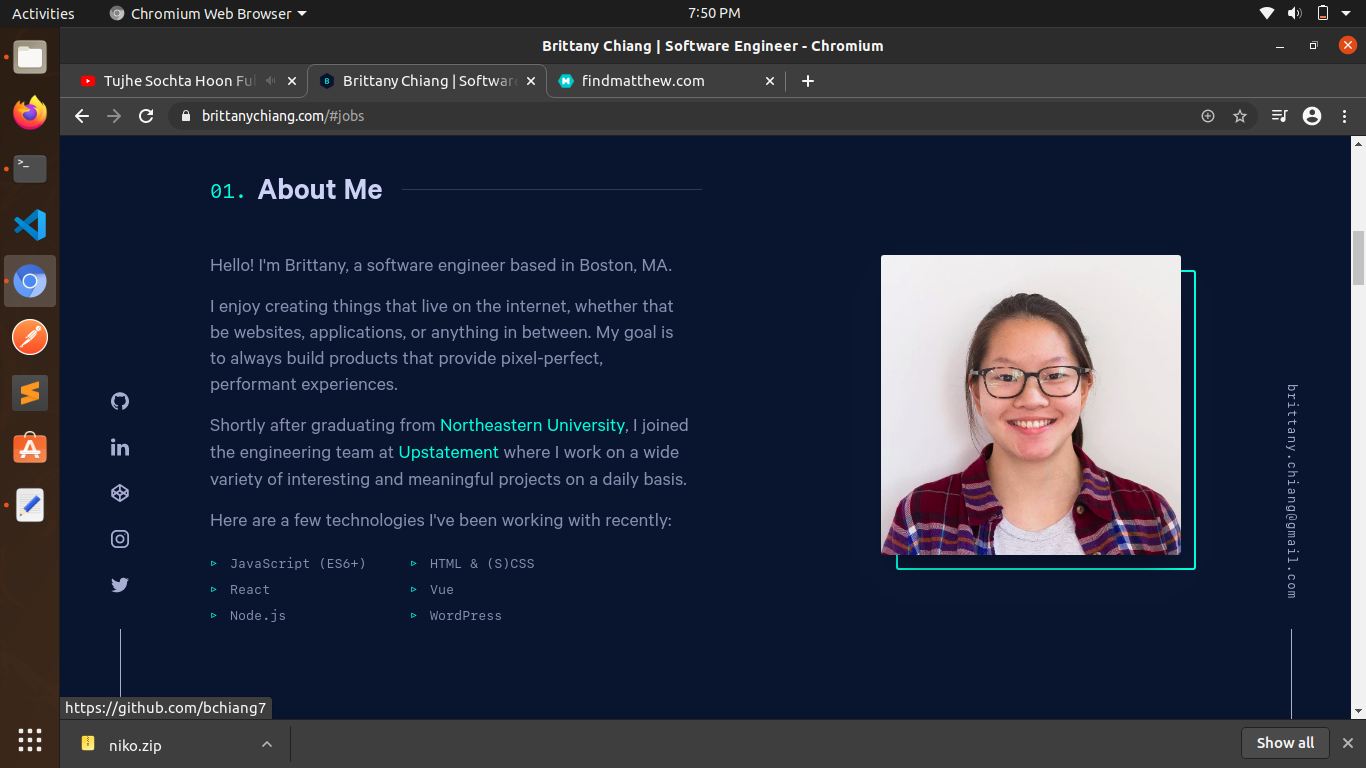 Activities
Chromium Web Browser
7:50 PM
Brittany Chiang | Software Engineer - Chromium
Tujhe Sochta Hoon Ful
Brittany Chiang | Software
findmatthew.com
brittanychiang.com/#jobs
01. About Me
Hello! I'm Brittany, a software engineer based in Boston, MA.
I enjoy creating things that live on the internet, whether that
be websites, applications, or anything in between. My goal is
to always build products that provide pixel-perfect,
performant experiences.
Shortly after graduating from Northeastern University, I joined
the engineering team at Upstatement where I work on a wide
variety of interesting and meaningful projects on a daily basis.
Here are a few technologies I've been working with recently:
JavaScript (ES6+)
HTML & (S)CSS
React
Vue
Node.js
WordPress
brittany.chiang@gmail.com
https://github.com/bchiang7
niko.zip
Show all